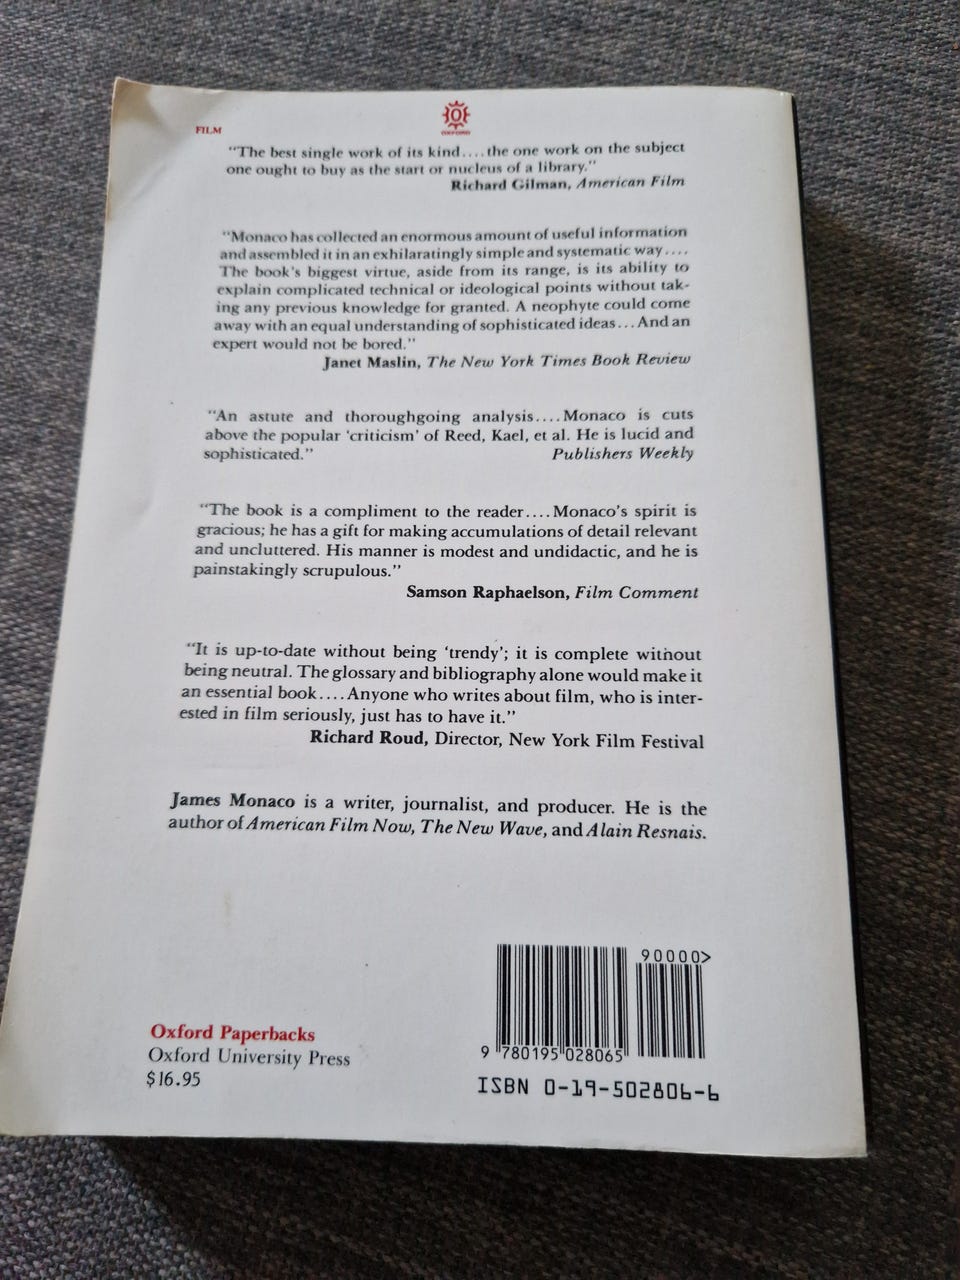 FILM
OXFORD
"The best single work of its kind....the one work on the subject
one ought to buy as the start or nucleus of a library."
Richard Gilman, American Film
"Monaco has collected an enormous amount of useful information
and assembled it in an exhilaratingly simple and systematic way....
The book's biggest virtue, aside from its range, is its ability to
explain complicated technical or ideological points without tak-
ing any previous knowledge for granted. A neophyte could come
away with an equal understanding of sophisticated ideas...And an
expert would not be bored."
Janet Maslin, The New York Times Book Review
"An astute and thoroughgoing analysis....Monaco is cuts
above the popular 'criticism' of Reed, Kael, et al. He is lucid and
sophisticated." Publishers Weekly
"The book is a compliment to the reader....Monaco's spirit is
gracious; he has a gift for making accumulations of detail relevant
and uncluttered. His manner is modest and undidactic, and he is
painstakingly scrupulous."
Samson Raphaelson, Film Comment
"It is up-to-date without being 'trendy'; it is complete without
being neutral. The glossary and bibliography alone would make it
an essential book....Anyone who writes about film, who is inter-
ested in film seriously, just has to have it."
Richard Roud, Director, New York Film Festival
James Monaco is a writer, journalist, and producer. He is the
author of American Film Now, The New Wave, and Alain Resnais.
Oxford Paperbacks
Oxford University Press
$16.95
90000>
9 780195 028065
ISBN 0-19-502806-6